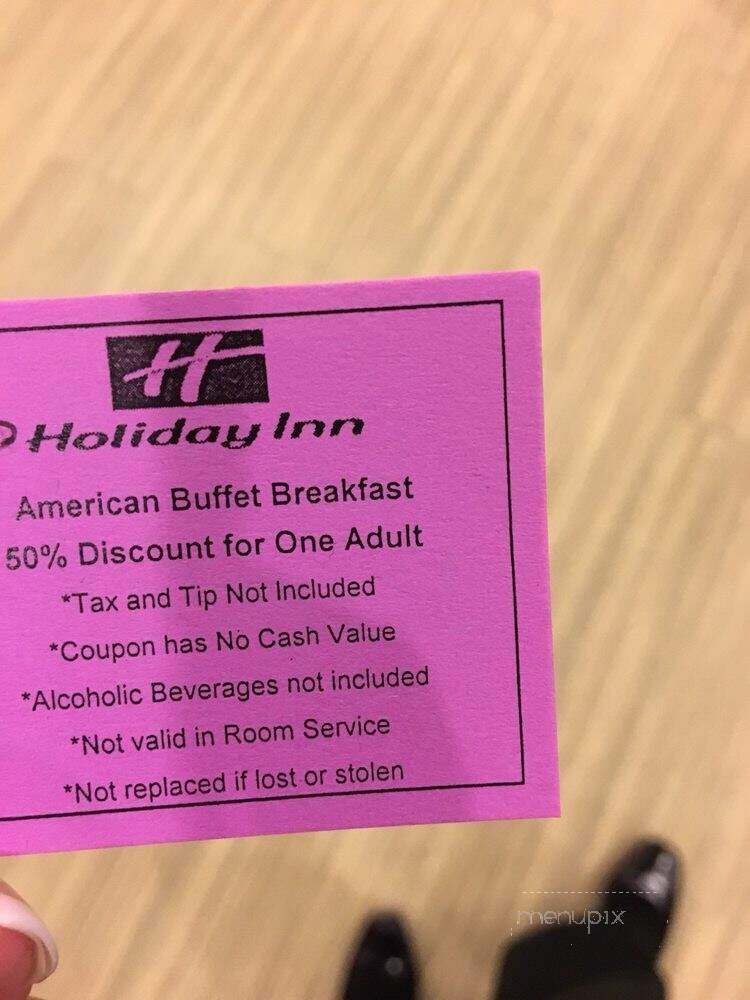 H
Holiday Inn
American Buffet Breakfast
50% Discount for One Adult
*Tax and Tip Not Included
*Coupon has No Cash Value
*Alcoholic Beverages not included
*Not valid in Room Service
*Not replaced if lost or stolen
menupix